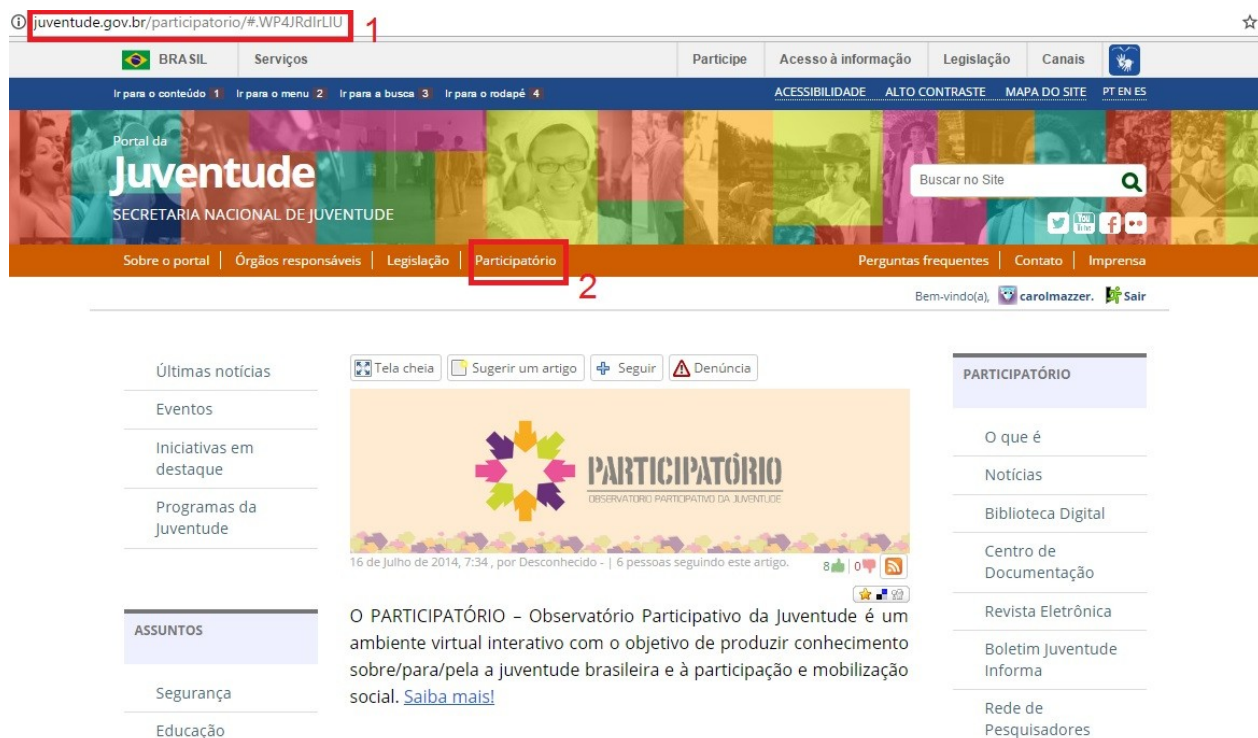 juventude.gov.br/participatorio/#.WP4JRdIrLIU
1
BRASIL Serviços Participe Acesso à informação Legislação Canais
Ir para o conteúdo 1 Ir para o menu 2 Ir para a busca 3 Ir para o rodapé 4 ACESSIBILIDADE ALTO CONTRASTE MAPA DO SITE PT EN ES
Portal da
Juventude
SECRETARIA NACIONAL DE JUVENTUDE
Buscar no Site
You Tube
Sobre o portal Órgãos responsáveis Legislação Participatório Perguntas frequentes Contato Imprensa
2
Bem-vindo(a), carolmazzer. Sair
Últimas notícias
Eventos
Iniciativas em
destaque
Programas da
Juventude
ASSUNTOS
Segurança
Educação
Tela cheia Sugerir um artigo Seguir Denúncia
PARTICIPATÓRIO
OBSERVATÓRIO PARTICIPATIVO DA JUVENTUDE
16 de Julho de 2014, 7:34 , por Desconhecido - | 6 pessoas seguindo este artigo. 8 | 0
O PARTICIPATÓRIO – Observatório Participativo da Juventude é um
ambiente virtual interativo com o objetivo de produzir conhecimento
sobre/para/pela a juventude brasileira e à participação e mobilização
social. Saiba mais!
PARTICIPATÓRIO
O que é
Notícias
Biblioteca Digital
Centro de
Documentação
Revista Eletrônica
Boletim Juventude
Informa
Rede de
Pesquisadores